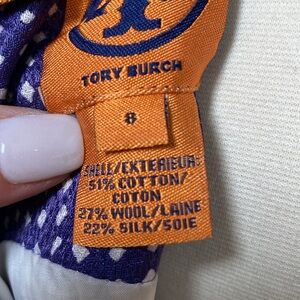 TORY BURCH
8
SHELL/EXTERIEUR:
51% COTTON/
COTON
27% WOOL/LAINE
22% SILK/SOIE